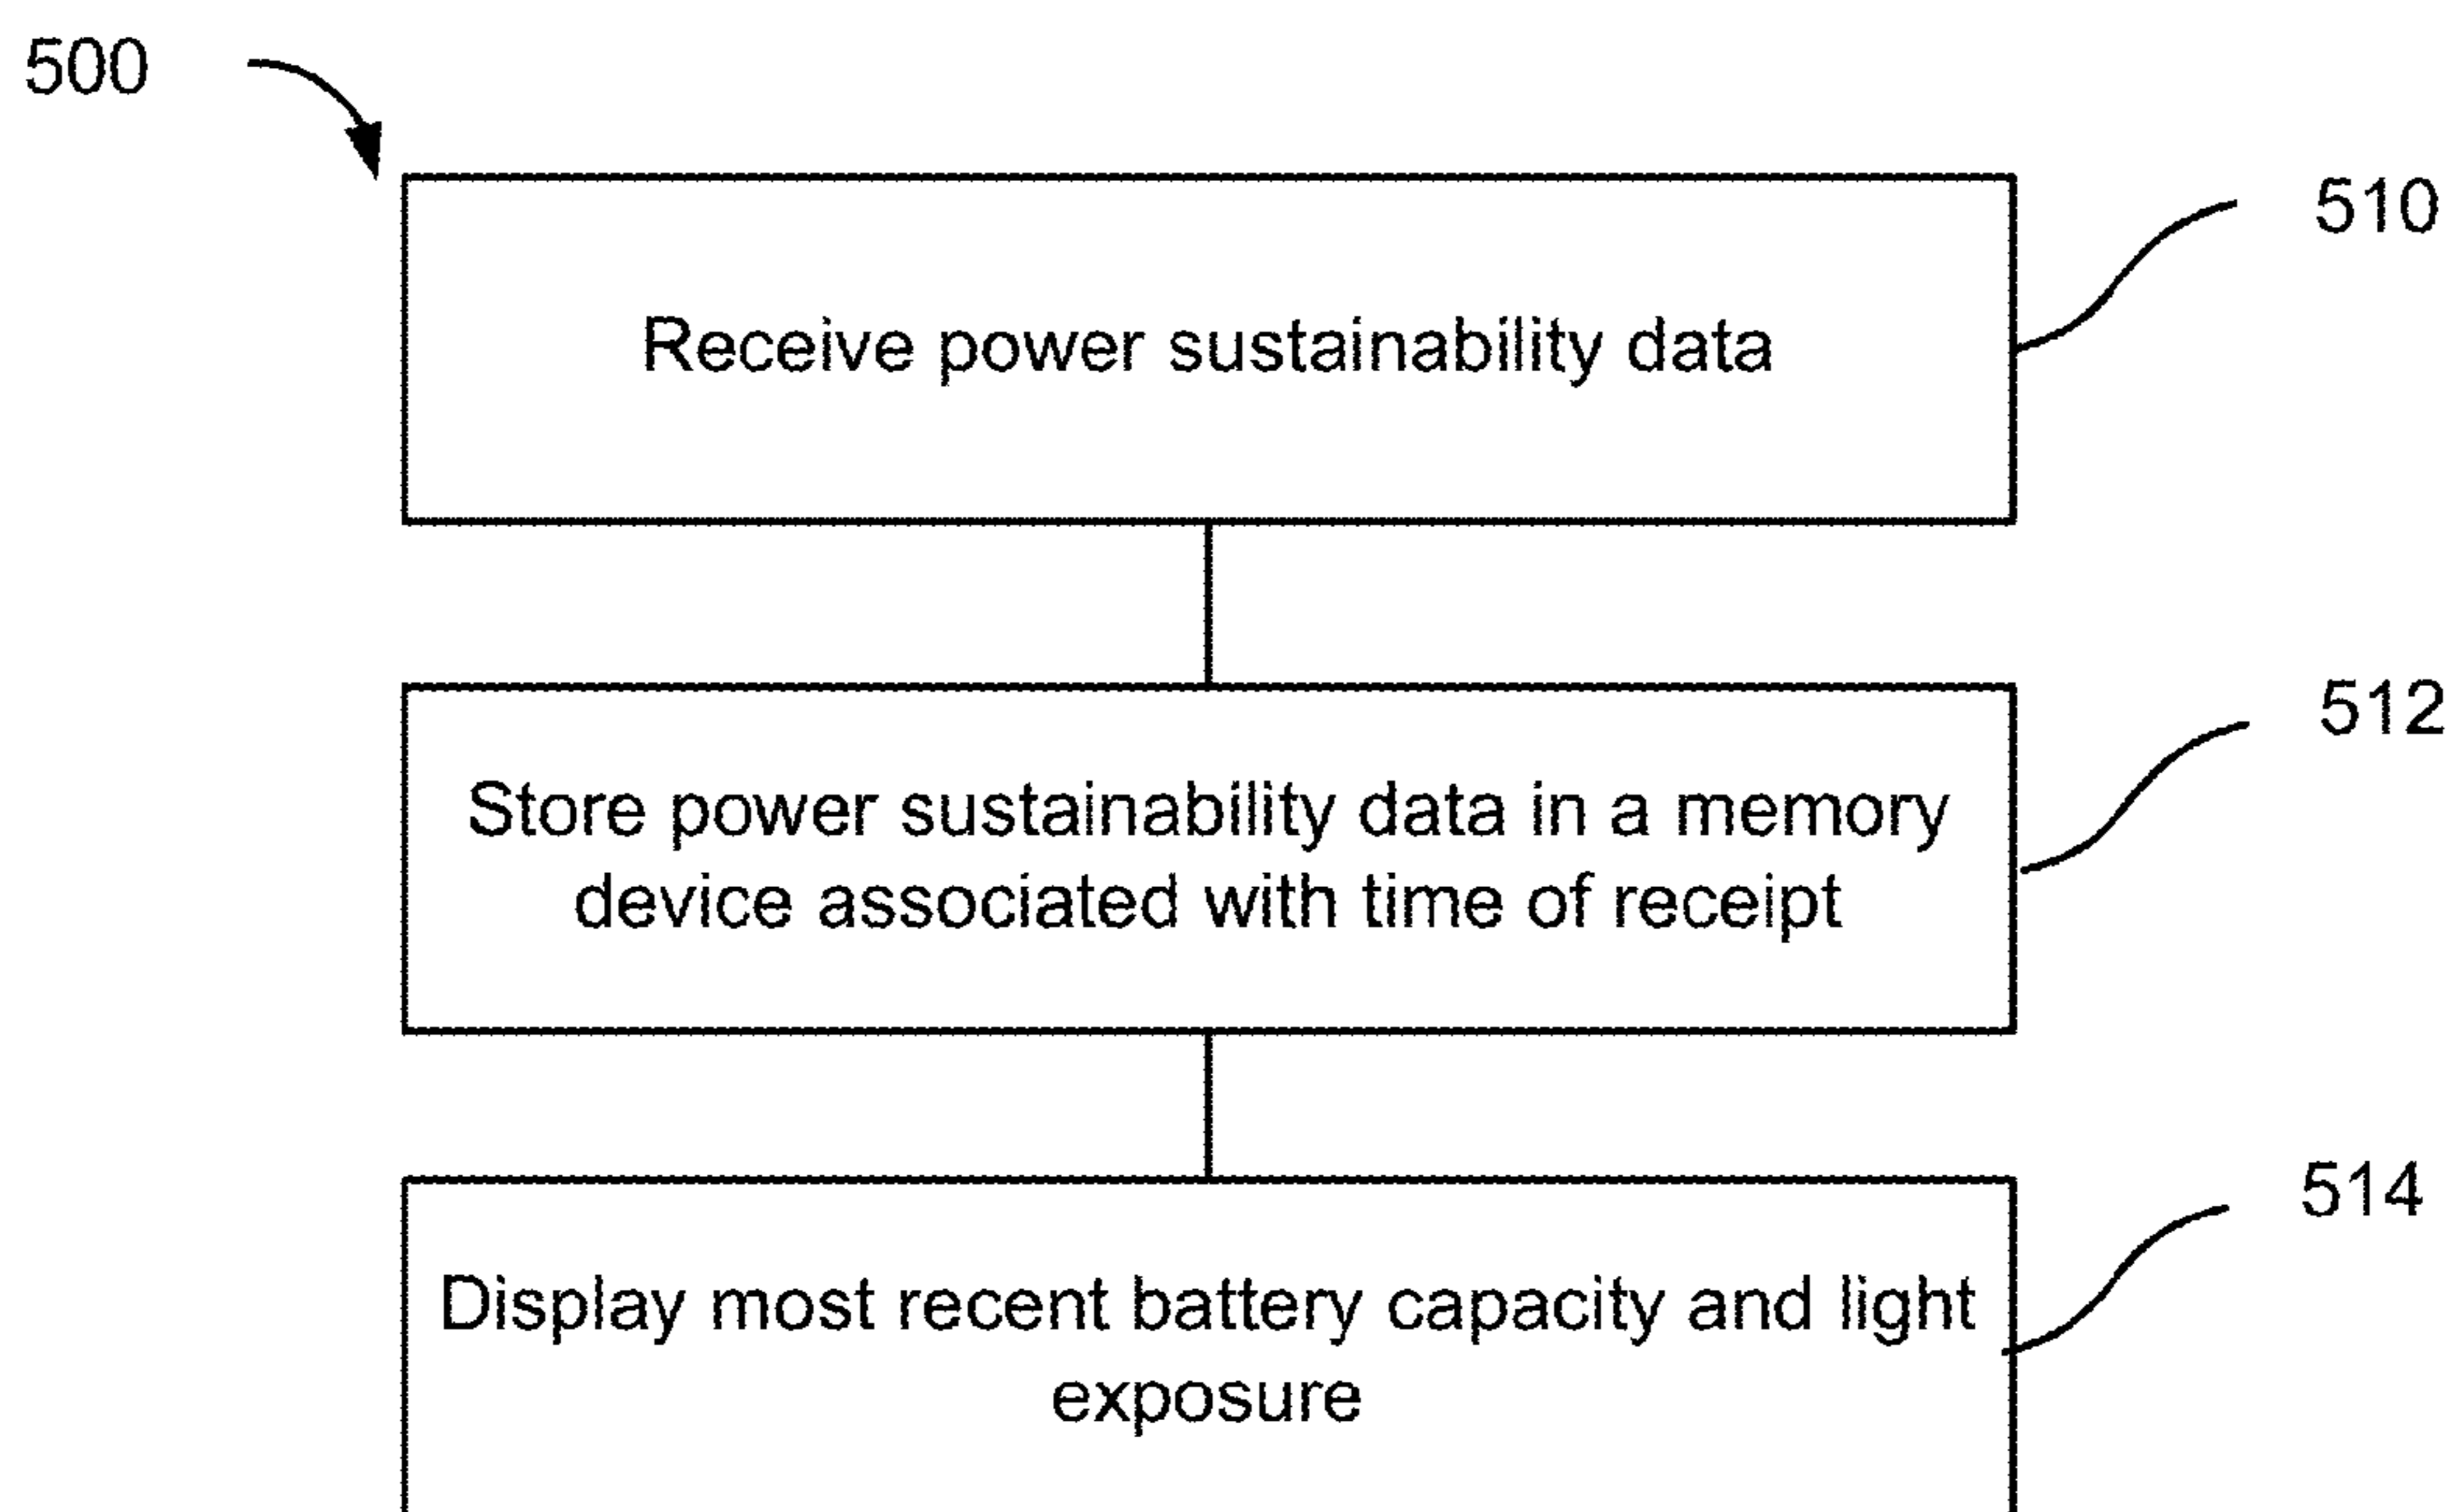 500
510
Receive power sustainability data
512
Store power sustainability data in a memory
device associated with time of receipt
514
Display most recent battery capacity and light
exposure